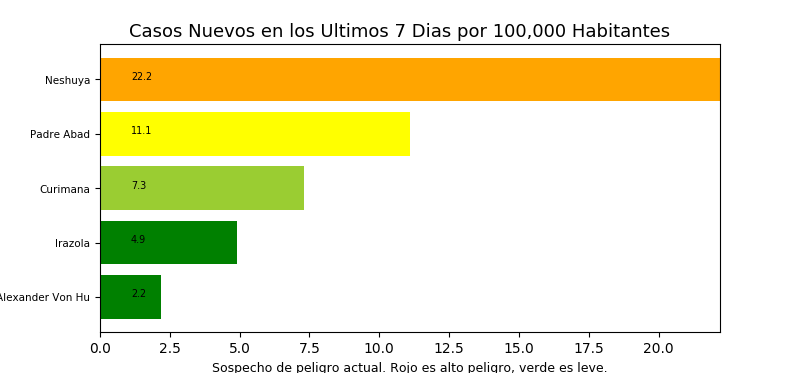 Casos Nuevos en los Ultimos 7 Dias por 100,000 Habitantes
Neshuya 22.2
Padre Abad 11.1
Curimana 7.3
Irazola 4.9
Alexander Von Hu 2.2
0.0 2.5 5.0 7.5 10.0 12.5 15.0 17.5 20.0
Sospecho de peligro actual. Rojo es alto peligro, verde es leve.